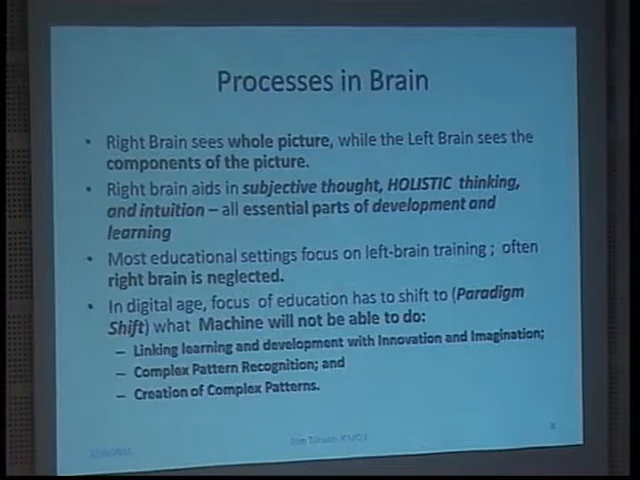 Processes in Brain
• Right Brain sees whole picture, while the Left Brain sees the
components of the picture.
• Right brain aids in subjective thought, HOLISTIC thinking,
and intuition – all essential parts of development and
learning
• Most educational settings focus on left-brain training ; often
right brain is neglected.
• In digital age, focus of education has to shift to (Paradigm
Shift) what Machine will not be able to do:
– Linking learning and development with Innovation and Imagination;
– Complex Pattern Recognition; and
– Creation of Complex Patterns.
8